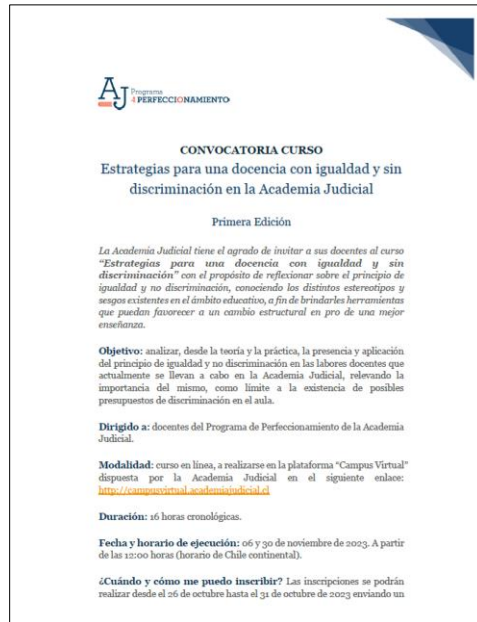 AJ Programa
PERFECCIONAMIENTO
CONVOCATORIA CURSO
Estrategias para una docencia con igualdad y sin
discriminación en la Academia Judicial
Primera Edición
La Academia Judicial tiene el agrado de invitar a sus docentes al curso
"Estrategias para una docencia con igualdad y sin
discriminación" con el propósito de reflexionar sobre el principio de
igualdad y no discriminación, conociendo los distintos estereotipos y
sesgos existentes en el ámbito educativo, a fin de brindarles herramientas
que puedan favorecer a un cambio estructural en pro de una mejor
enseñanza.
Objetivo: analizar, desde la teoría y la práctica, la presencia y aplicación
del principio de igualdad y no discriminación en las labores docentes que
actualmente se llevan a cabo en la Academia Judicial, relevando la
importancia del mismo, como límite a la existencia de posibles
presupuestos de discriminación en el aula.
Dirigido a: docentes del Programa de Perfeccionamiento de la Academia
Judicial.
Modalidad: curso en línea, a realizarse en la plataforma "Campus Virtual"
dispuesta por la Academia Judicial en el siguiente enlace:
http://campusvirtual.academiajudicial.cl
Duración: 16 horas cronológicas.
Fecha y horario de ejecución: 06 y 30 de noviembre de 2023. A partir
de las 12:00 horas (horario de Chile continental).
¿Cuándo y cómo me puedo inscribir? Las inscripciones se podrán
realizar desde el 26 de octubre hasta el 31 de octubre de 2023 enviando un